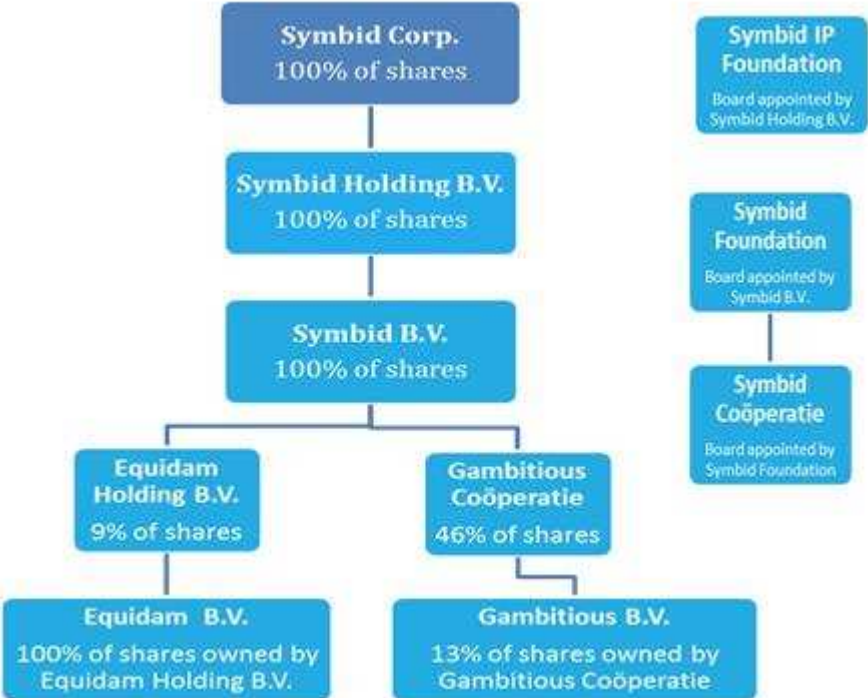 Symbid Corp.
100% of shares
Symbid Holding B.V.
100% of shares
Symbid B.V.
100% of shares
Equidam
Holding B.V.
9% of shares
Gambitious
Coöperatie
46% of shares
Equidam B.V.
100% of shares owned by
Equidam Holding B.V.
Gambitious B.V.
13% of shares owned by
Gambitious Coöperatie
Symbid IP
Foundation
Board appointed by
Symbid Holding B.V.
Symbid
Foundation
Board appointed by
Symbid B.V.
Symbid
Coöperatie
Board appointed by
Symbid Foundation